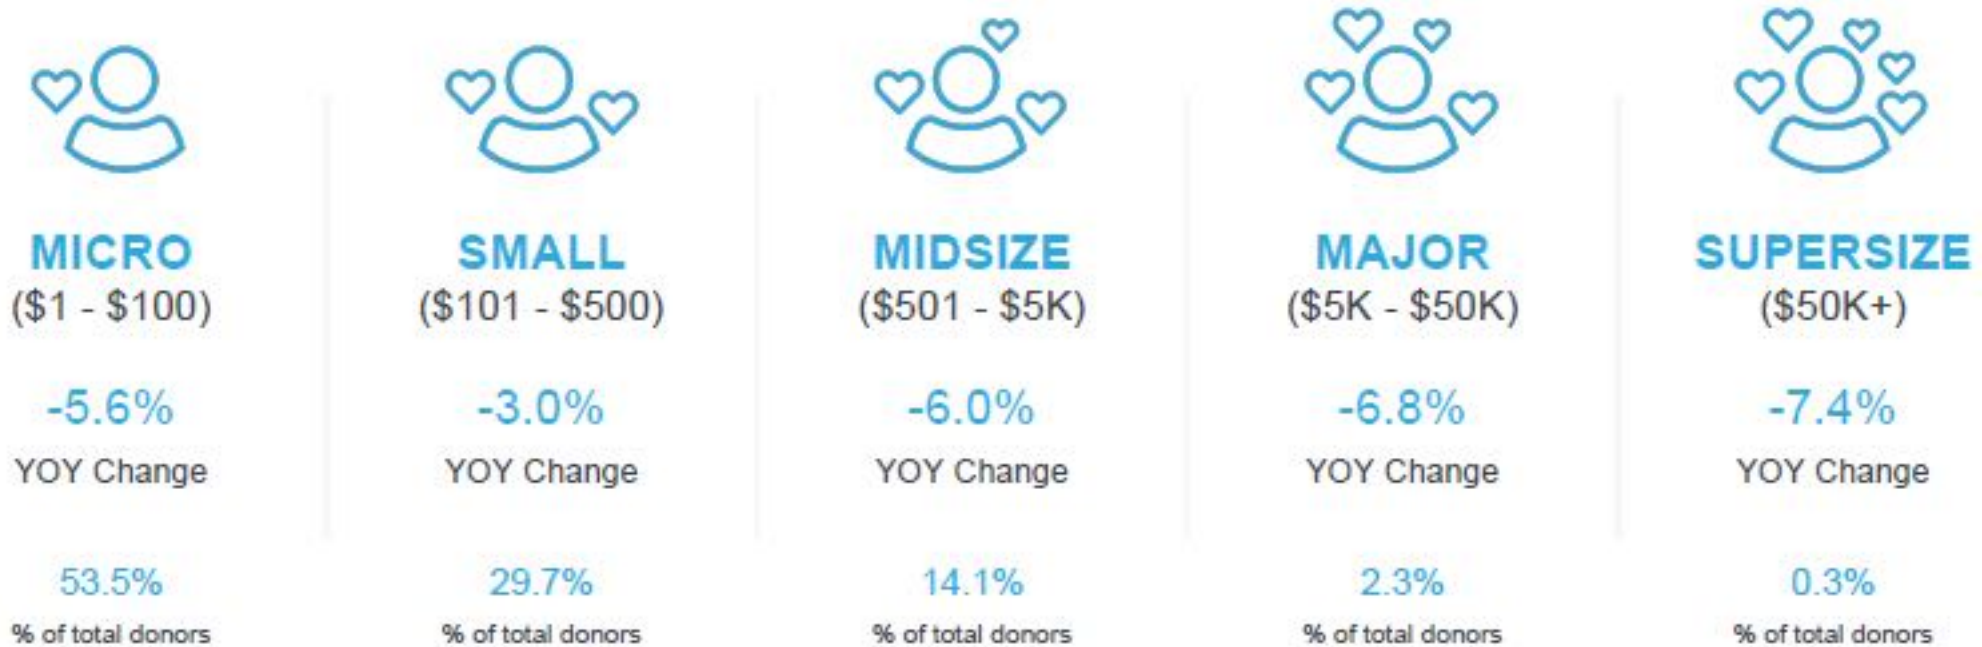 MICRO
($1 - $100)
-5.6%
YOY Change
53.5%
% of total donors
SMALL
($101 - $500)
-3.0%
YOY Change
29.7%
% of total donors
MIDSIZE
($501 - $5K)
-6.0%
YOY Change
14.1%
% of total donors
MAJOR
($5K - $50K)
-6.8%
YOY Change
2.3%
% of total donors
SUPERSIZE
($50K+)
-7.4%
YOY Change
0.3%
% of total donors